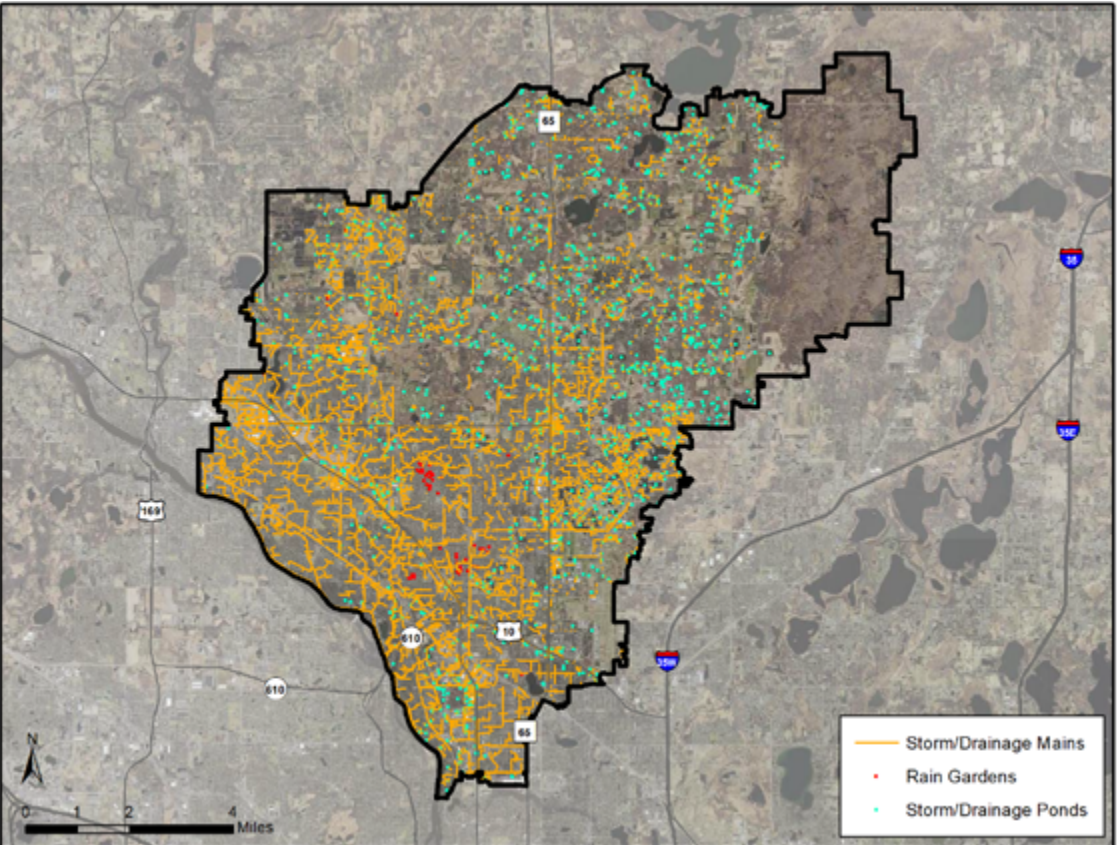 65
35
35E
169
10
610
35W
610
65
N
0 1 2 4
Miles
Storm/Drainage Mains
Rain Gardens
Storm/Drainage Ponds